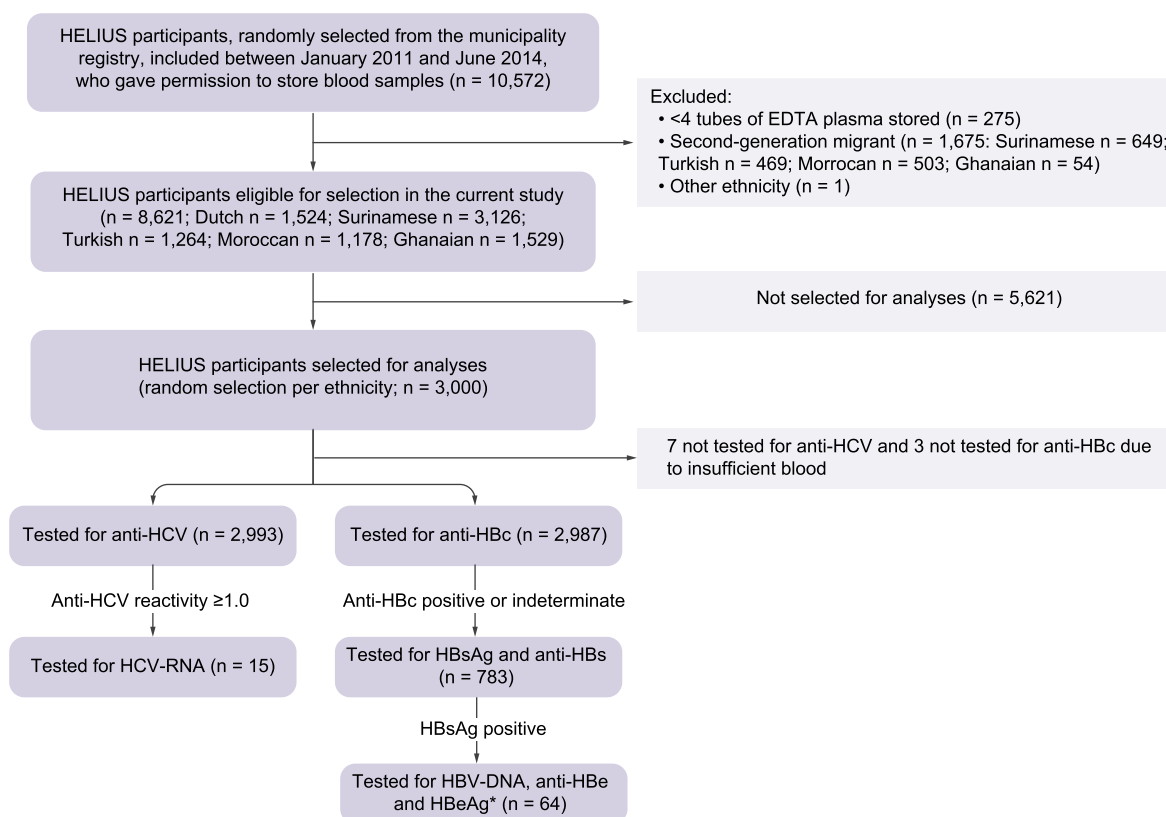 HELIUS participants, randomly selected from the municipality
registry, included between January 2011 and June 2014,
who gave permission to store blood samples (n = 10,572)
Excluded:
• <4 tubes of EDTA plasma stored (n = 275)
• Second-generation migrant (n = 1,675: Surinamese n = 649;
Turkish n = 469; Morrocan n = 503; Ghanaian n = 54)
• Other ethnicity (n = 1)
HELIUS participants eligible for selection in the current study
(n = 8,621; Dutch n = 1,524; Surinamese n = 3,126;
Turkish n = 1,264; Moroccan n = 1,178; Ghanaian n = 1,529)
Not selected for analyses (n = 5,621)
HELIUS participants selected for analyses
(random selection per ethnicity; n = 3,000)
7 not tested for anti-HCV and 3 not tested for anti-HBc due
to insufficient blood
Tested for anti-HCV (n = 2,993)
Tested for anti-HBc (n = 2,987)
Anti-HCV reactivity ≥1.0
Anti-HBc positive or indeterminate
Tested for HCV-RNA (n = 15)
Tested for HBsAg and anti-HBs
(n = 783)
HBsAg positive
Tested for HBV-DNA, anti-HBe
and HBeAg* (n = 64)